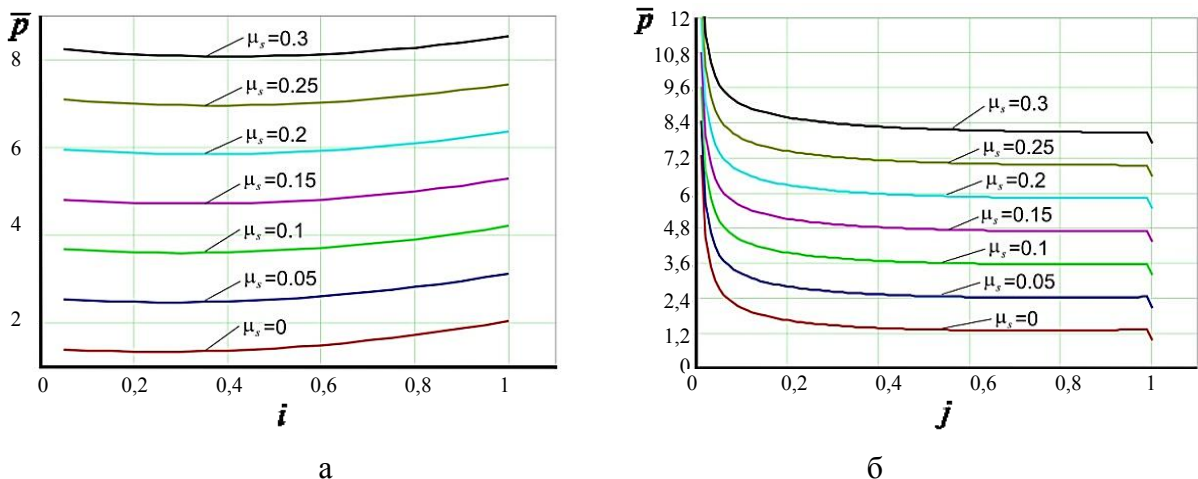 p̅
8
6
4
2
0 0,2 0,4 0,6 0,8 1
i
μs=0.3
μs=0.25
μs=0.2
μs=0.15
μs=0.1
μs=0.05
μs=0
а
p̅
12
10,8
9,6
8,4
7,2
6
4,8
3,6
2,4
1,2
0
0 0,2 0,4 0,6 0,8 1
j
μs=0.3
μs=0.25
μs=0.2
μs=0.15
μs=0.1
μs=0.05
μs=0
б